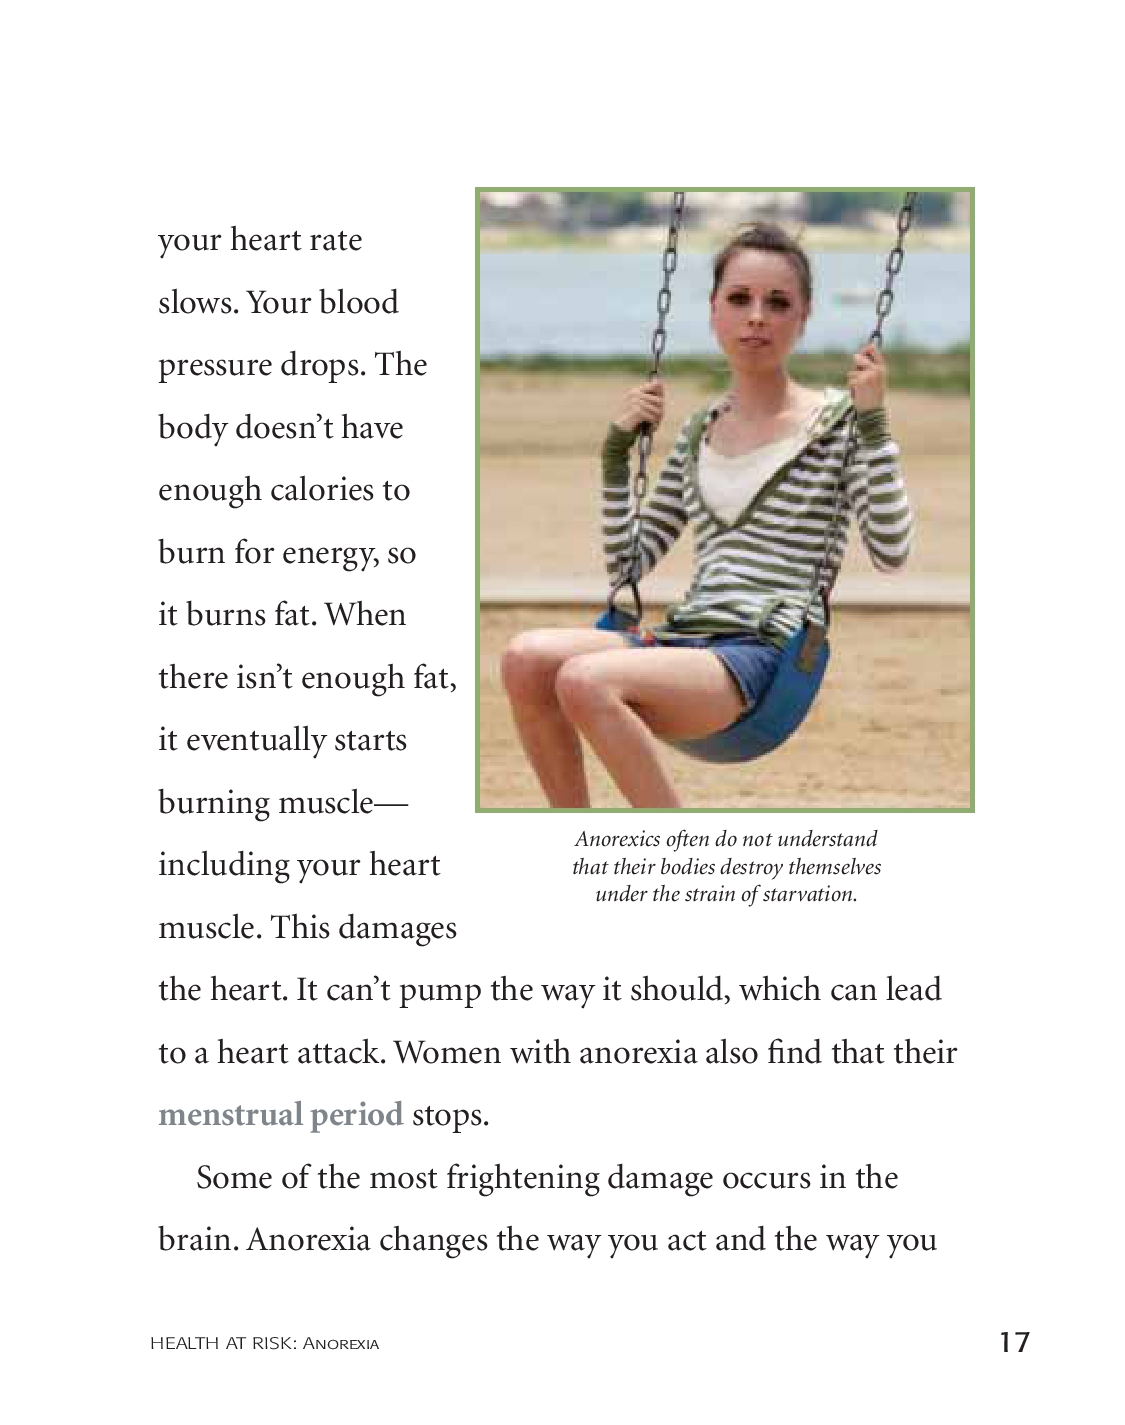 your heart rate
slows. Your blood
pressure drops. The
body doesn’t have
enough calories to
burn for energy, so
it burns fat. When
there isn’t enough fat,
it eventually starts
burning muscle—
including your heart
muscle. This damages
the heart. It can’t pump the way it should, which can lead
to a heart attack. Women with anorexia also find that their
menstrual period stops.
Some of the most frightening damage occurs in the
brain. Anorexia changes the way you act and the way you
Anorexics often do not understand
that their bodies destroy themselves
under the strain of starvation.
HEALTH AT RISK: Anorexia
17